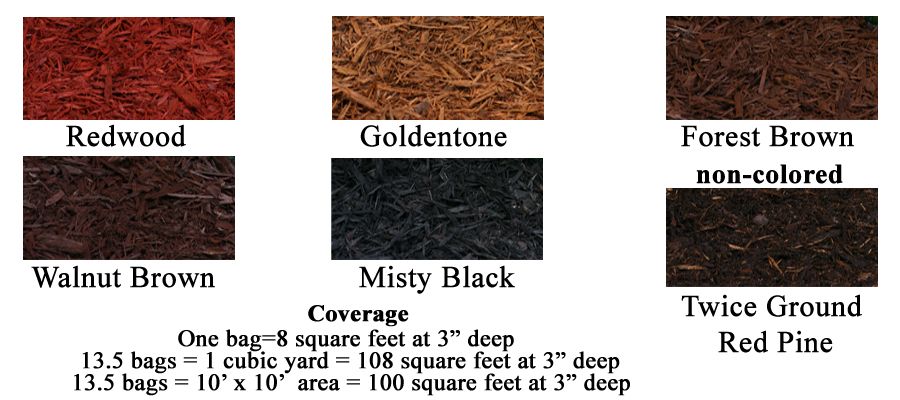 Redwood
Goldentone
Forest Brown
non-colored
Walnut Brown
Misty Black
Twice Ground
Red Pine
Coverage
One bag=8 square feet at 3” deep
13.5 bags = 1 cubic yard = 108 square feet at 3” deep
13.5 bags = 10’ x 10’ area = 100 square feet at 3” deep